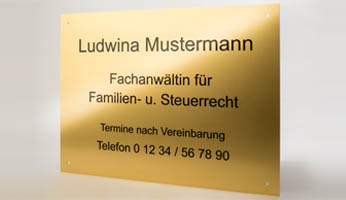 Ludwina Mustermann
Fachanwältin für
Familien- u. Steuerrecht
Termine nach Vereinbarung
Telefon 0 12 34 / 56 78 90